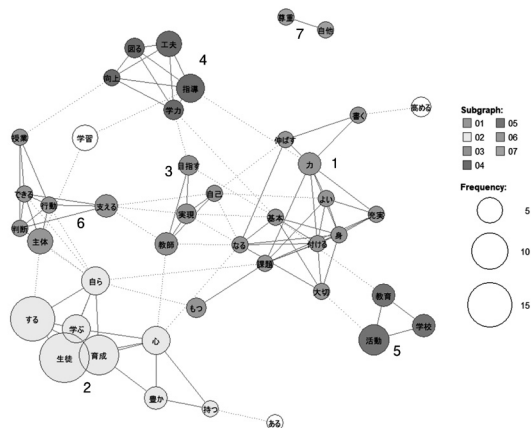 尊重
自他
7
図る
工夫
4
向上
指導
学力
高める
書く
Subgraph:
01
05
02
06
03
07
04
授業
学習
伸ばす
1
3
目指す
力
できる
行動
支える
自己
よい
Frequency:
5
判断
6
実現
基本
充実
主体
教師
なる
付ける
身
課題
10
自ら
大切
教育
もつ
する
学ぶ
心
学校
15
生徒
育成
活動
5
2
豊か
持つ
ある